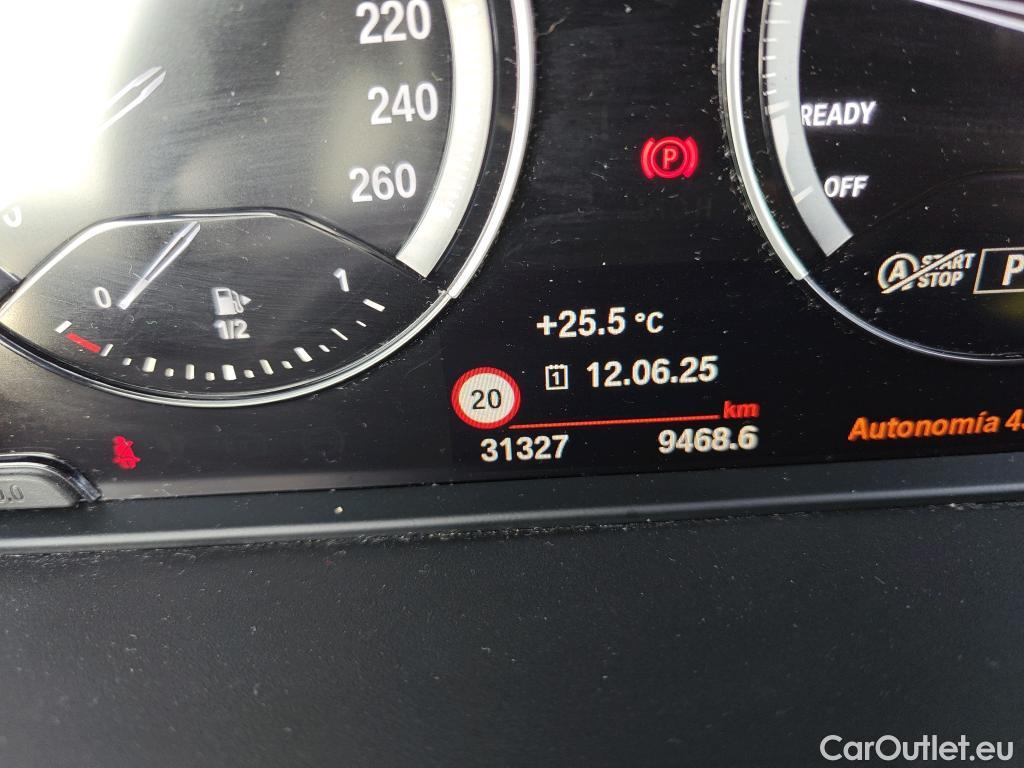 220
240
260
READY
OFF
P
A START
STOP
P
0
1
1/2
+25.5 °C
1 12.06.25
20
km
31327
9468.6
Autonomía
CarOutlet.eu